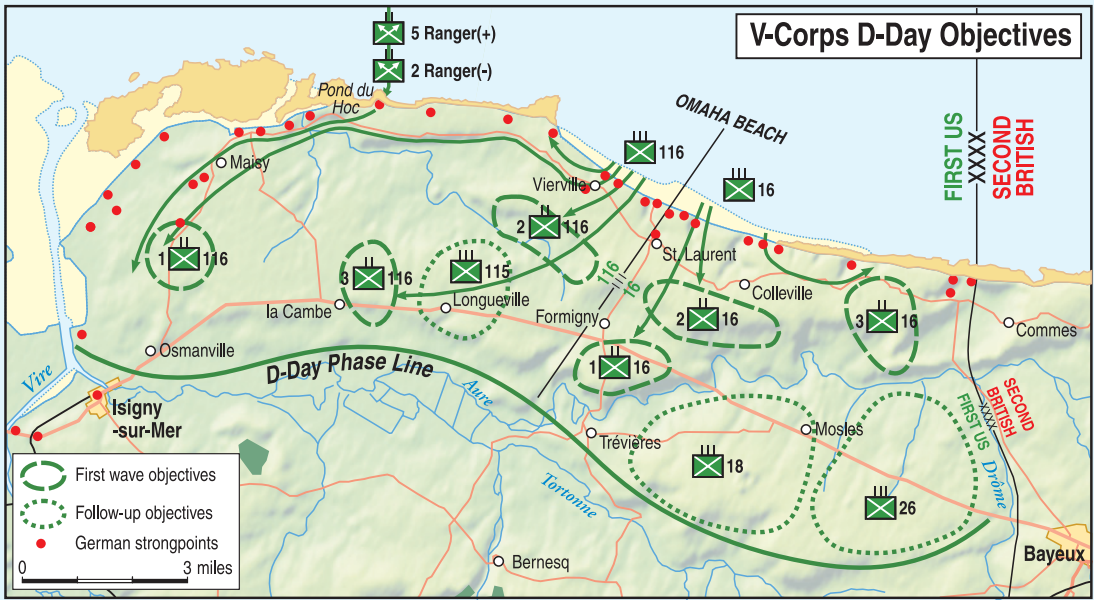 V-Corps D-Day Objectives
5 Ranger(+)
2 Ranger(-)
Pond du
Hoc
OMAHA BEACH
FIRST US
XXXX
SECOND
BRITISH
116
16
Maisy
Vierville
1 116
2 116
3 116
115
St. Laurent
116
16
Longueville
la Cambe
Formigny
Colleville
2 16
3 16
Commes
1 16
Osmanville
D-Day Phase Line
Vire
Aure
Isigny
-sur-Mer
Trévières
Mosles
18
26
SECOND
BRITISH
XXXX
FIRST US
Drôme
Tortonne
Bernesq
Bayeux
First wave objectives
Follow-up objectives
German strongpoints
0 3 miles